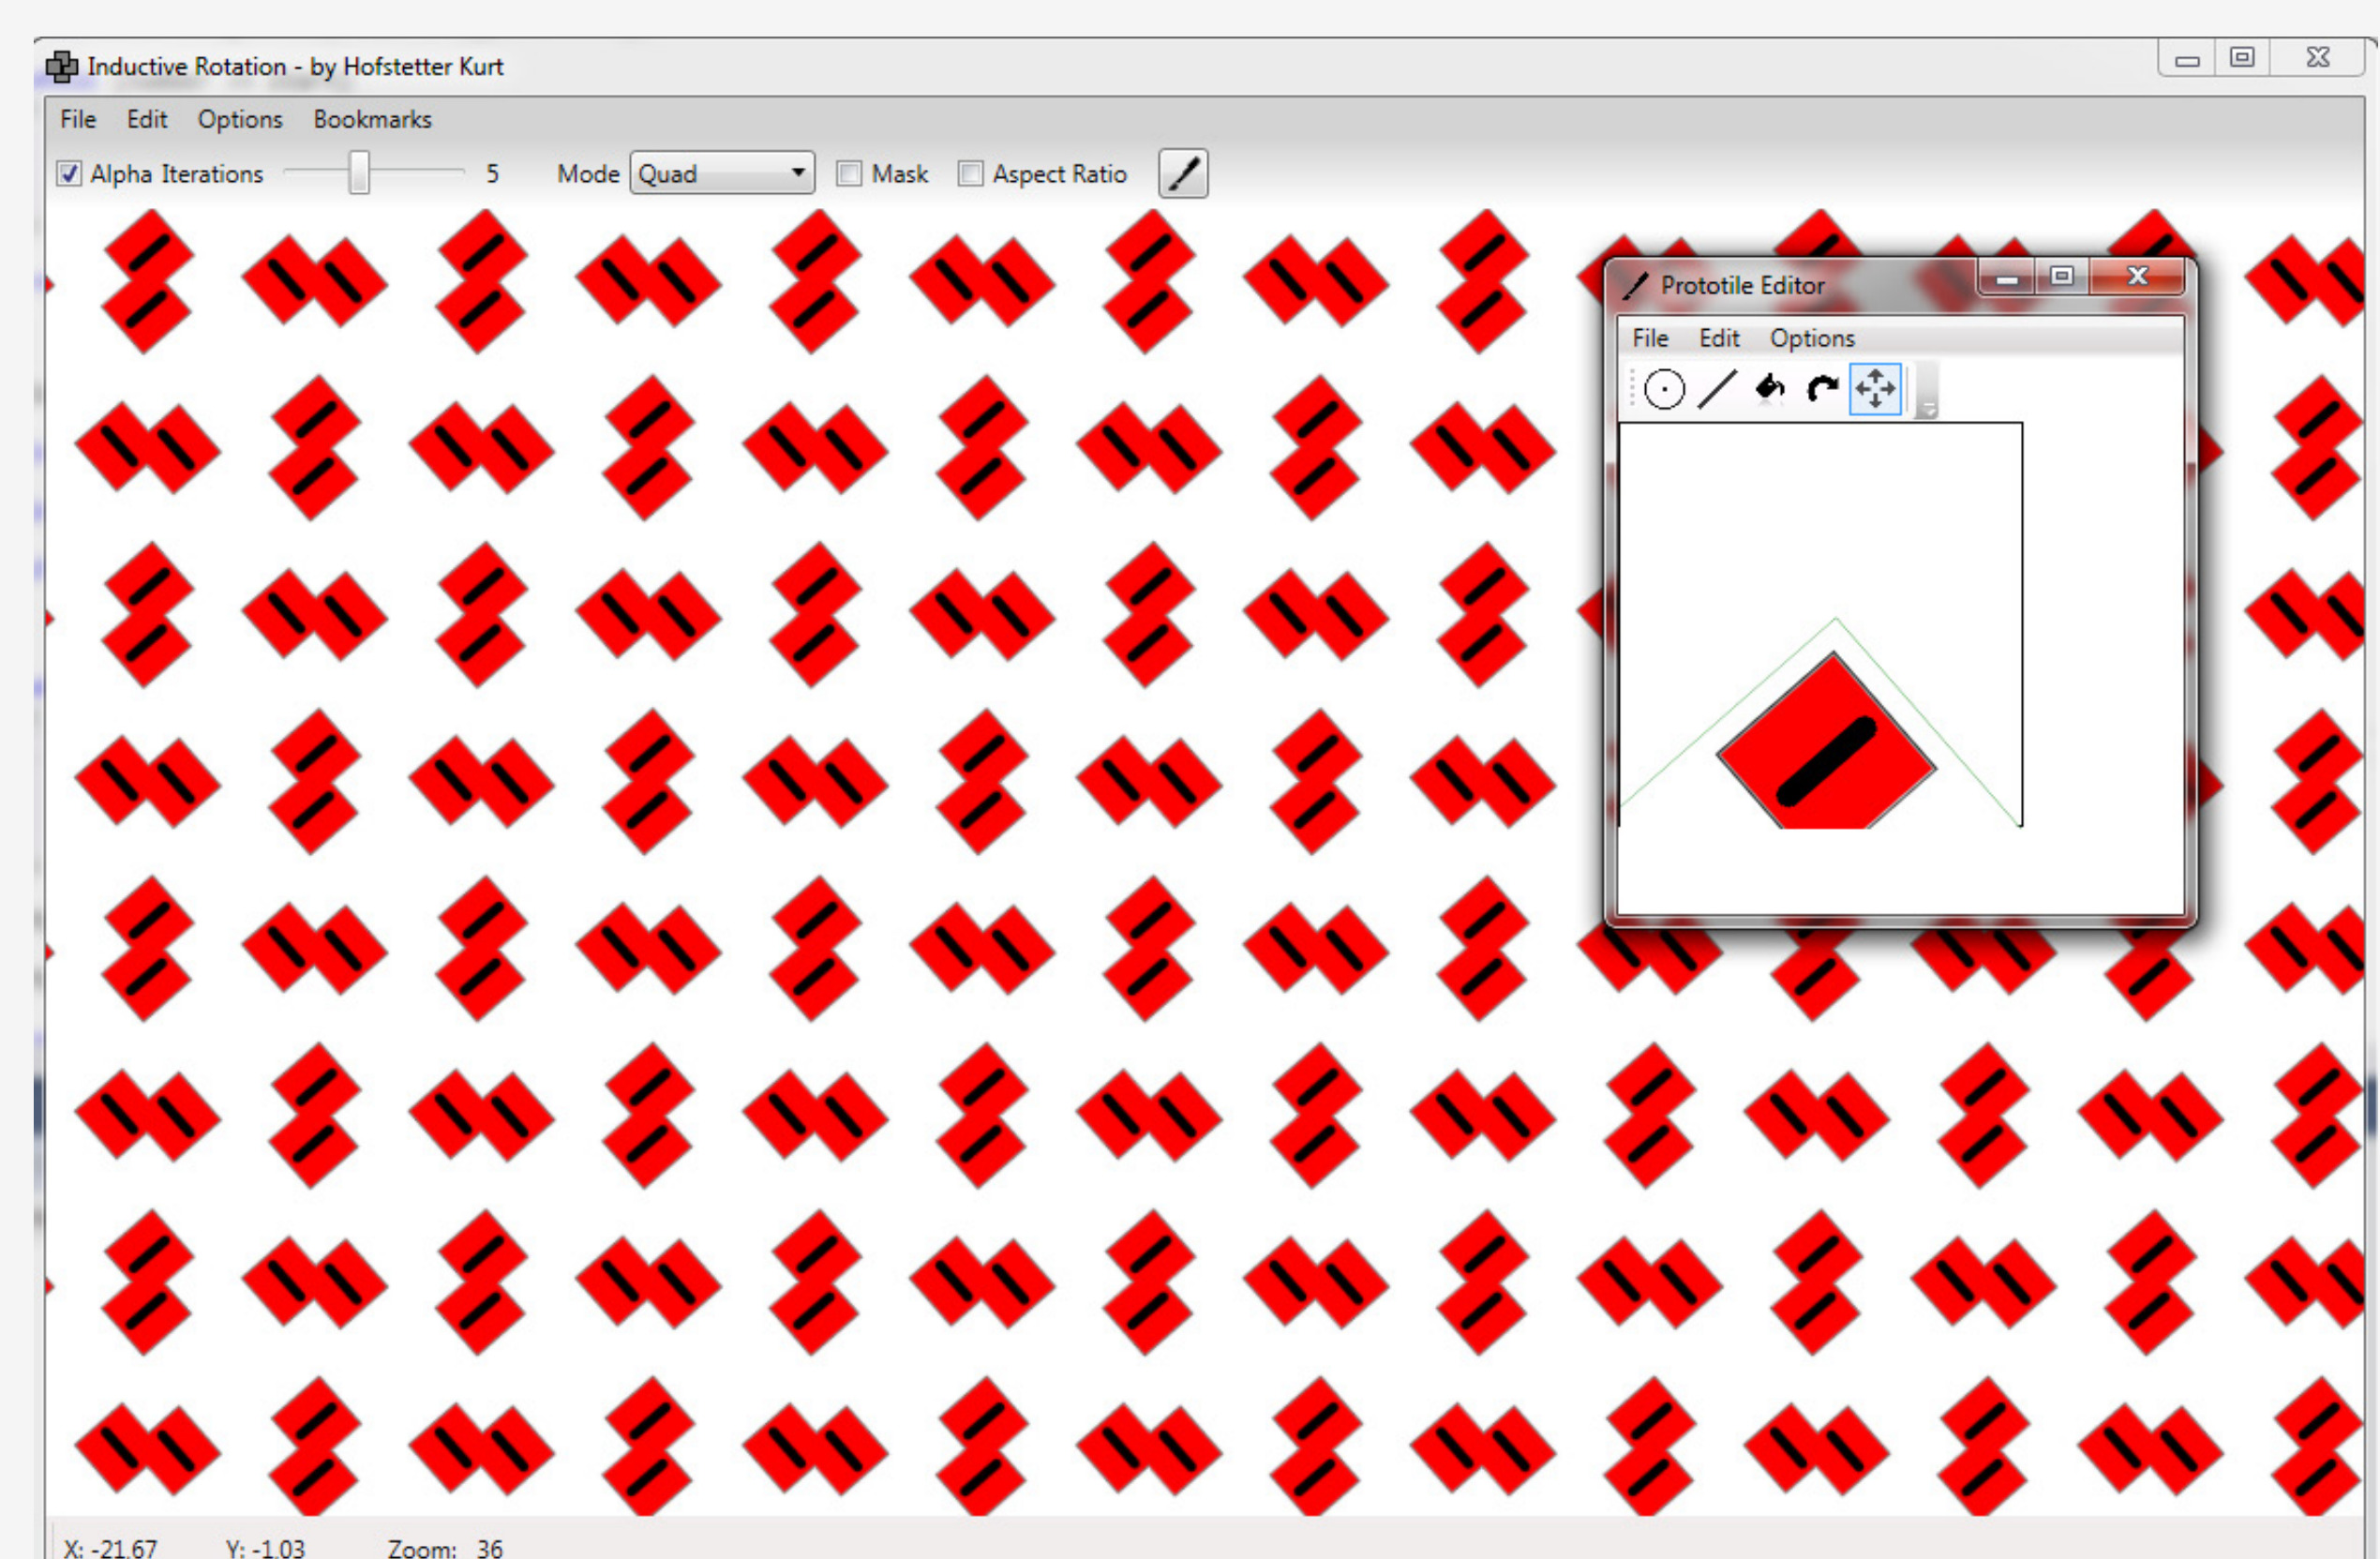 Inductive Rotation - by Hofstetter Kurt
File Edit Options Bookmarks
Alpha Iterations 5 Mode Quad Mask Aspect Ratio
Prototile Editor
File Edit Options
X: -21.67 Y: -1.03 Zoom: 36